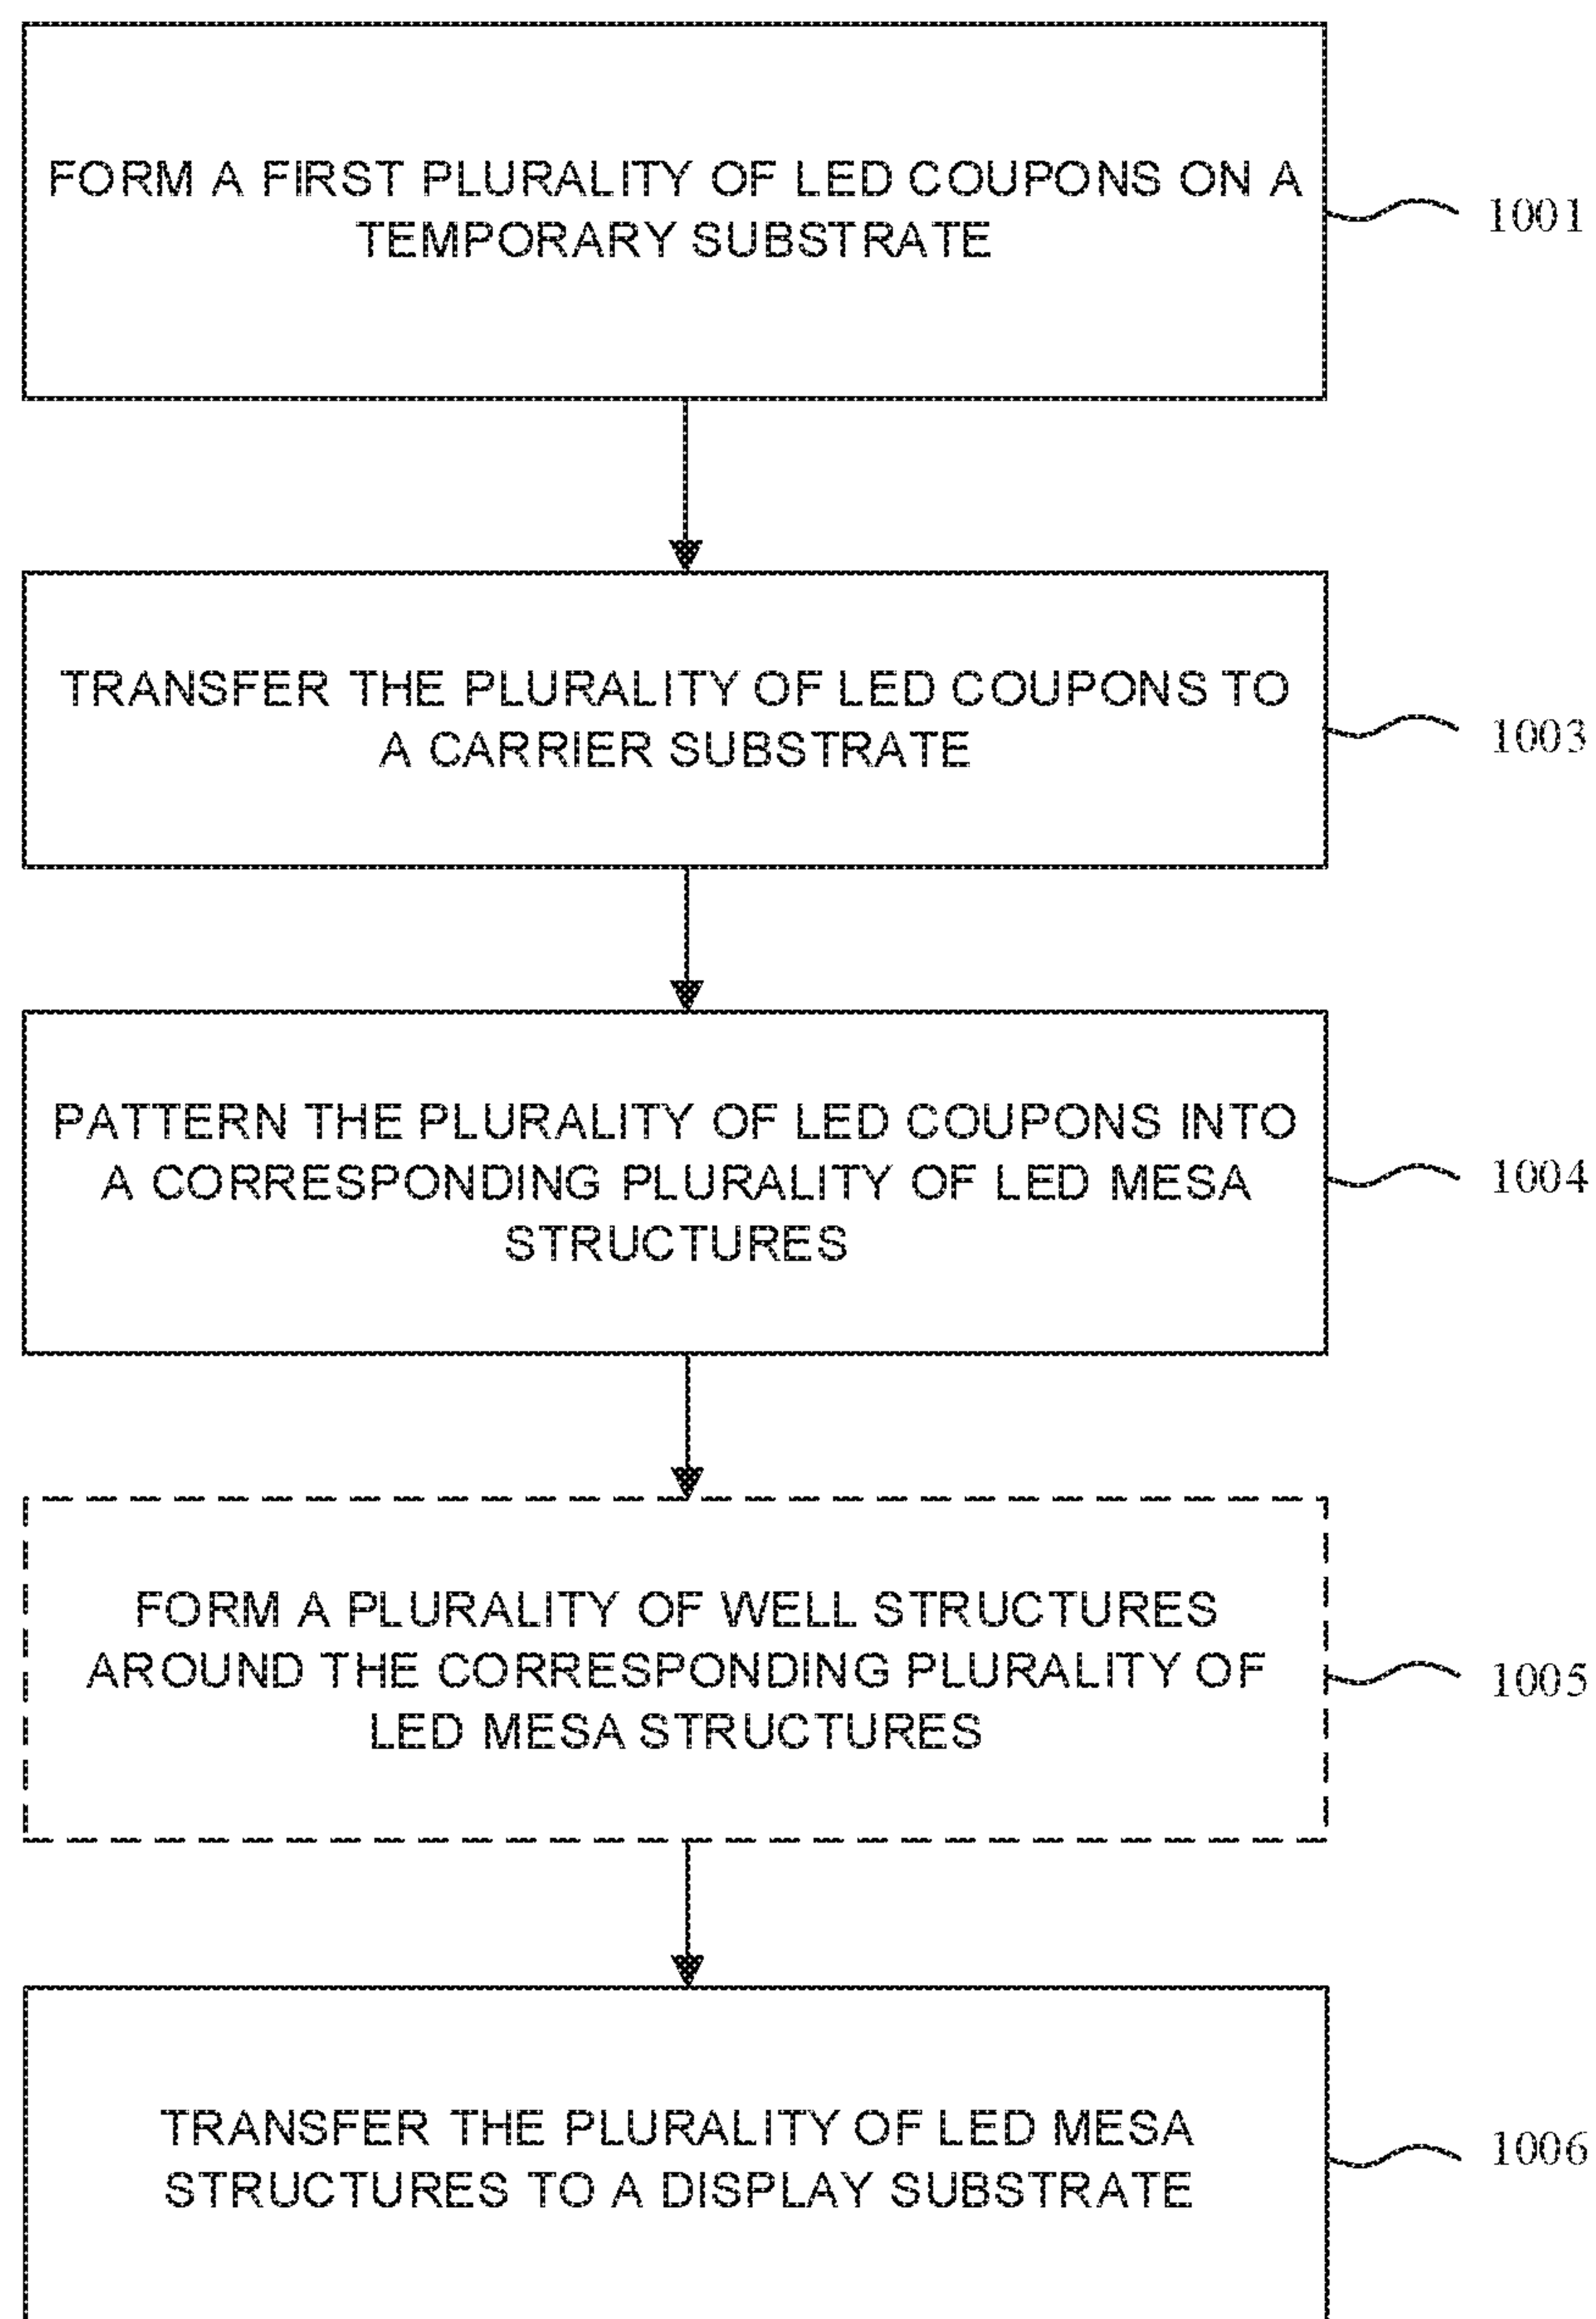 FORM A FIRST PLURALITY OF LED COUPONS ON A
TEMPORARY SUBSTRATE
1001
TRANSFER THE PLURALITY OF LED COUPONS TO
A CARRIER SUBSTRATE
1003
PATTERN THE PLURALITY OF LED COUPONS INTO
A CORRESPONDING PLURALITY OF LED MESA
STRUCTURES
1004
FORM A PLURALITY OF WELL STRUCTURES
AROUND THE CORRESPONDING PLURALITY OF
LED MESA STRUCTURES
1005
TRANSFER THE PLURALITY OF LED MESA
STRUCTURES TO A DISPLAY SUBSTRATE
1006